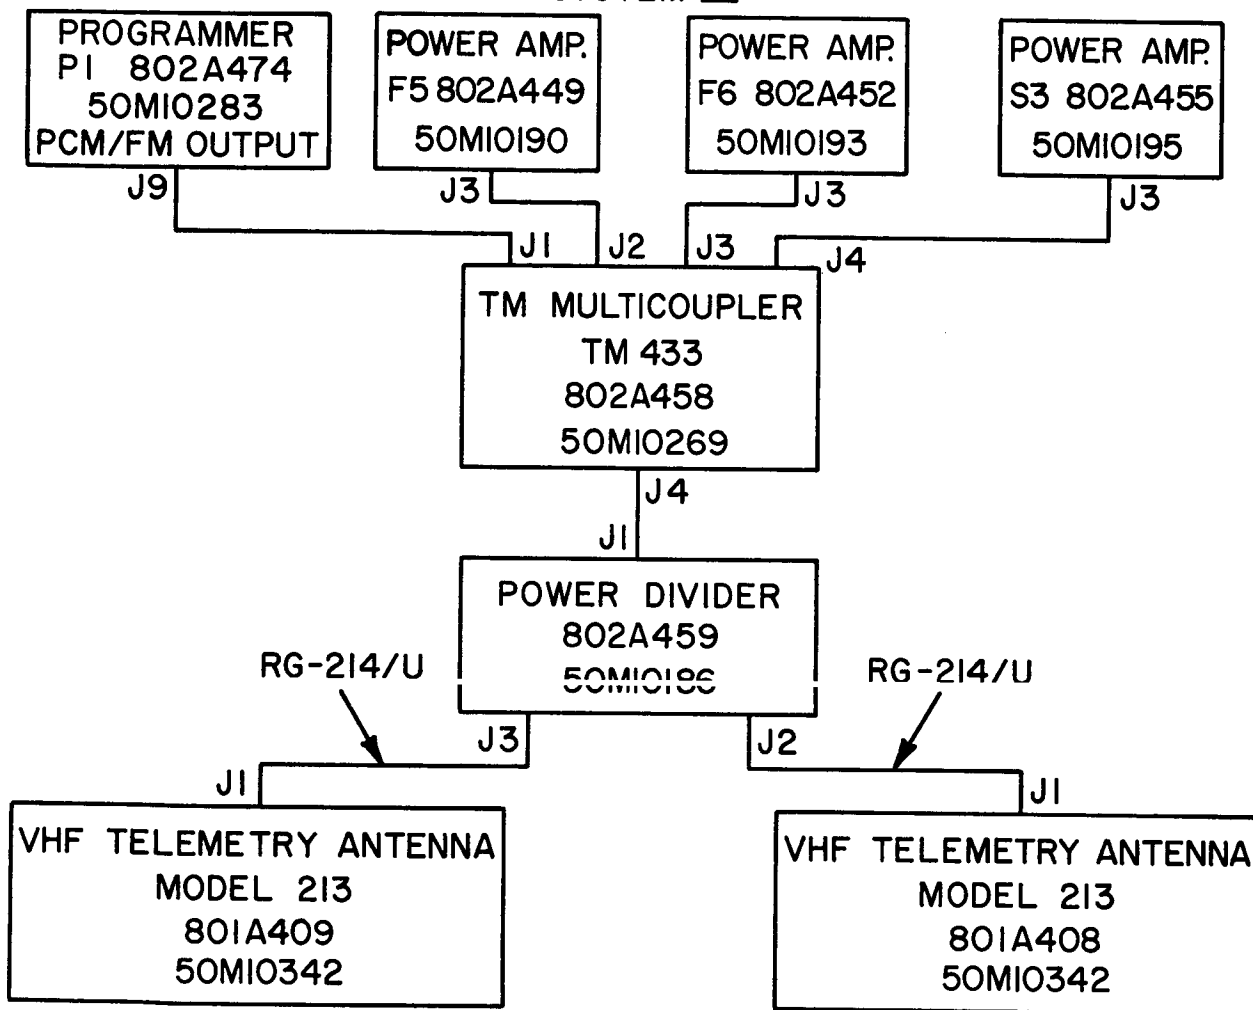 PROGRAMMER
P1 802A474
50M10283
PCM/FM OUTPUT
POWER AMP.
F5 802A449
50M10190
POWER AMP.
F6 802A452
50M10193
POWER AMP.
S3 802A455
50M10195
J9
J3
J3
J3
J1
J2
J3
J4
TM MULTICOUPLER
TM 433
802A458
50M10269
J4
J1
POWER DIVIDER
802A459
50M10186
RG-214/U
RG-214/U
J3
J2
J1
J1
VHF TELEMETRY ANTENNA
MODEL 213
801A409
50M10342
VHF TELEMETRY ANTENNA
MODEL 213
801A408
50M10342